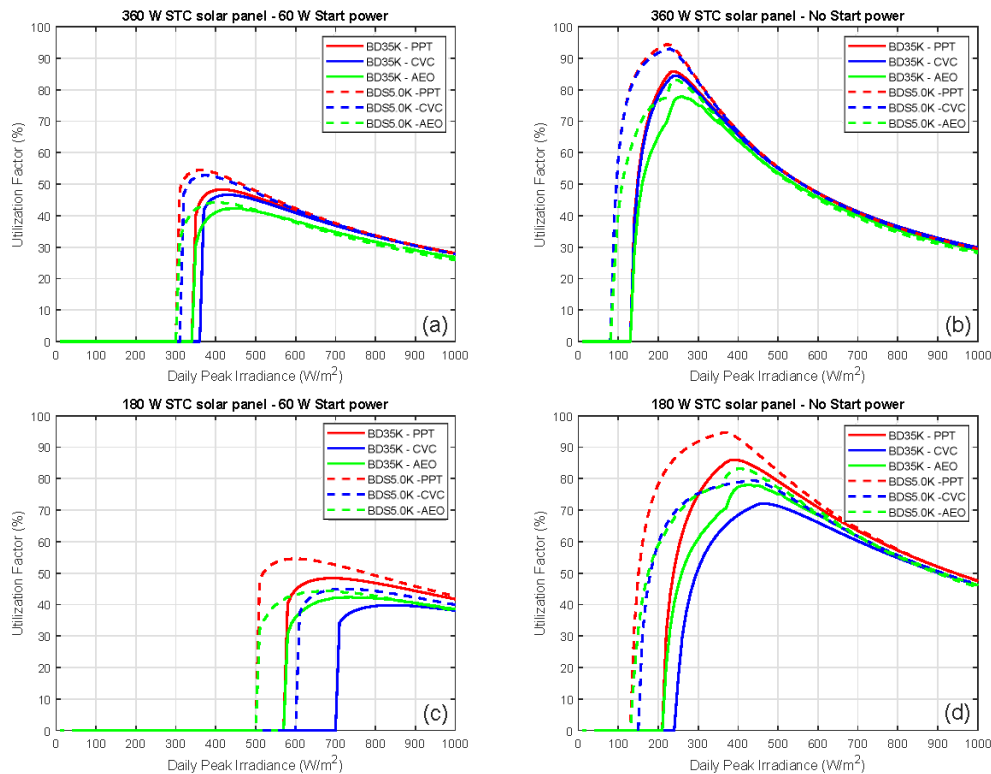 360 W STC solar panel - 60 W Start power
100
90
80
70
60
50
40
30
20
10
0
Utilization Factor (%)
BD35K - PPT
BD35K - CVC
BD35K - AEO
BDS5.0K -PPT
BDS5.0K -CVC
BDS5.0K -AEO
(a)
0 100 200 300 400 500 600 700 800 900 1000
Daily Peak Irradiance (W/m²)
360 W STC solar panel - No Start power
100
90
80
70
60
50
40
30
20
10
0
Utilization Factor (%)
BD35K - PPT
BD35K - CVC
BD35K - AEO
BDS5.0K -PPT
BDS5.0K -CVC
BDS5.0K -AEO
(b)
0 100 200 300 400 500 600 700 800 900 1000
Daily Peak Irradiance (W/m²)
180 W STC solar panel - 60 W Start power
100
90
80
70
60
50
40
30
20
10
0
Utilization Factor (%)
BD35K - PPT
BD35K - CVC
BD35K - AEO
BDS5.0K -PPT
BDS5.0K -CVC
BDS5.0K -AEO
(c)
0 100 200 300 400 500 600 700 800 900 1000
Daily Peak Irradiance (W/m²)
180 W STC solar panel - No Start power
100
90
80
70
60
50
40
30
20
10
0
Utilization Factor (%)
BD35K - PPT
BD35K - CVC
BD35K - AEO
BDS5.0K -PPT
BDS5.0K -CVC
BDS5.0K -AEO
(d)
0 100 200 300 400 500 600 700 800 900 1000
Daily Peak Irradiance (W/m²)